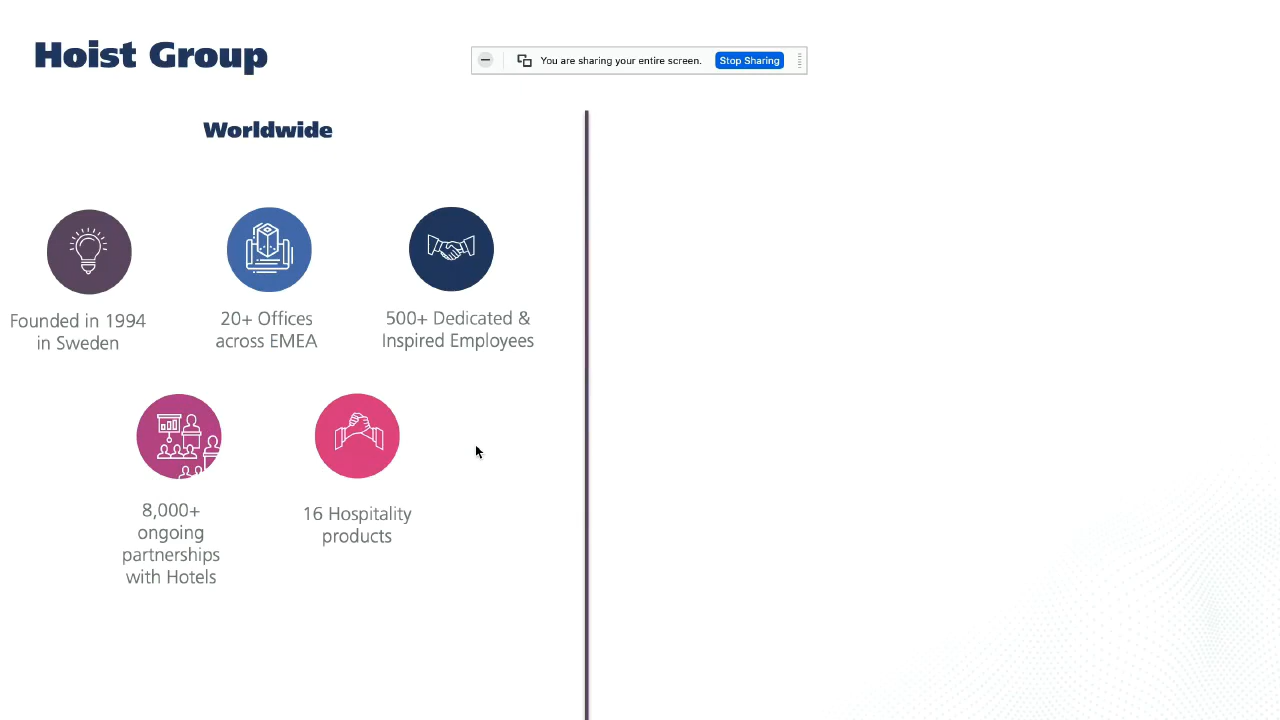 Hoist Group
You are sharing your entire screen.
Stop Sharing
Worldwide
Founded in 1994
in Sweden
20+ Offices
across EMEA
500+ Dedicated &
Inspired Employees
8,000+
ongoing
partnerships
with Hotels
16 Hospitality
products